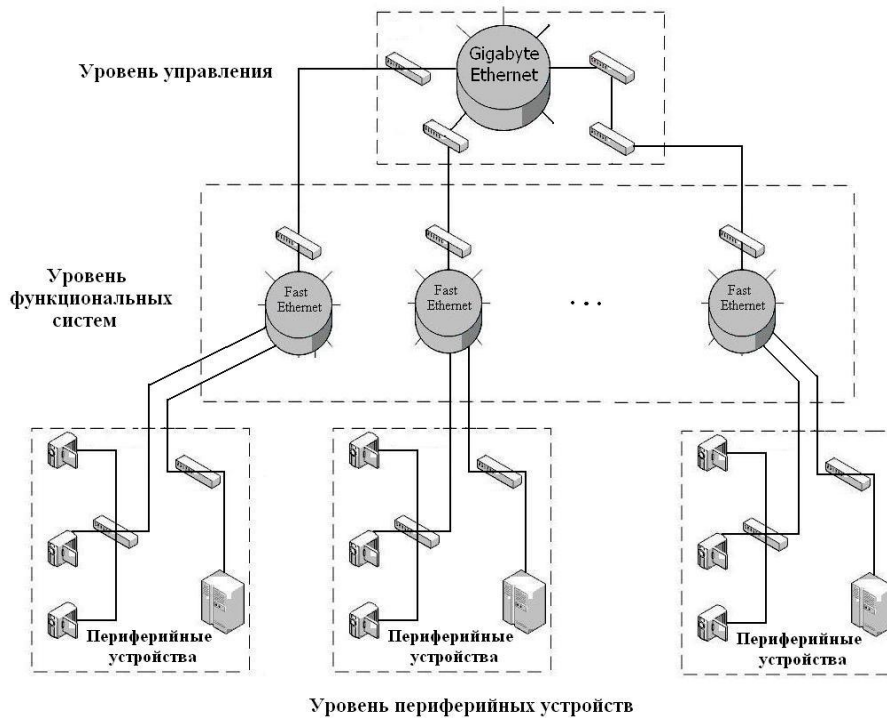 Gigabyte
Ethernet
Уровень управления
Уровень
функциональных
систем
Fast
Ethernet
Fast
Ethernet
. . .
Fast
Ethernet
Периферийные
устройства
Периферийные
устройства
Периферийные
устройства
Уровень периферийных устройств